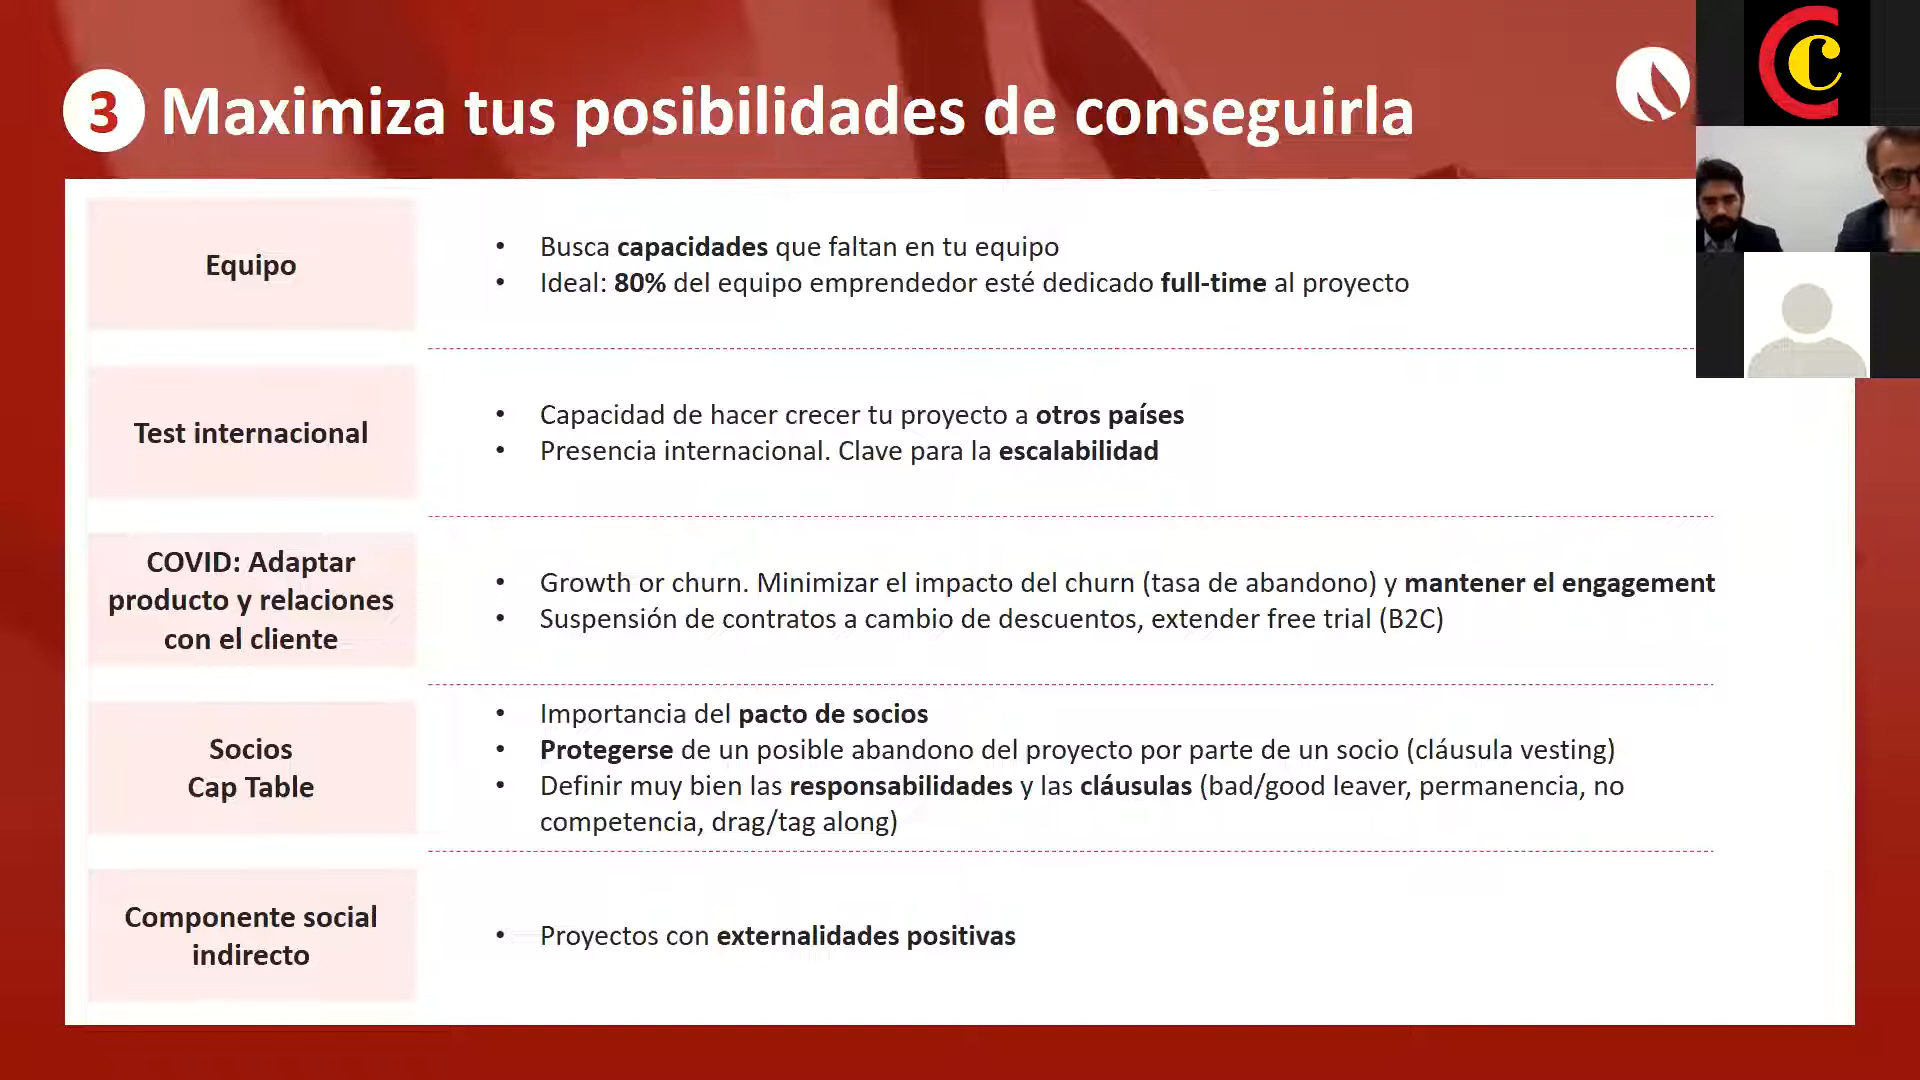 3 Maximiza tus posibilidades de conseguirla
Equipo
• Busca capacidades que faltan en tu equipo
• Ideal: 80% del equipo emprendedor esté dedicado full-time al proyecto
Test internacional
• Capacidad de hacer crecer tu proyecto a otros países
• Presencia internacional. Clave para la escalabilidad
COVID: Adaptar
producto y relaciones
con el cliente
• Growth or churn. Minimizar el impacto del churn (tasa de abandono) y mantener el engagement
• Suspensión de contratos a cambio de descuentos, extender free trial (B2C)
Socios
Cap Table
• Importancia del pacto de socios
• Protegerse de un posible abandono del proyecto por parte de un socio (cláusula vesting)
• Definir muy bien las responsabilidades y las cláusulas (bad/good leaver, permanencia, no
competencia, drag/tag along)
Componente social
indirecto
• Proyectos con externalidades positivas